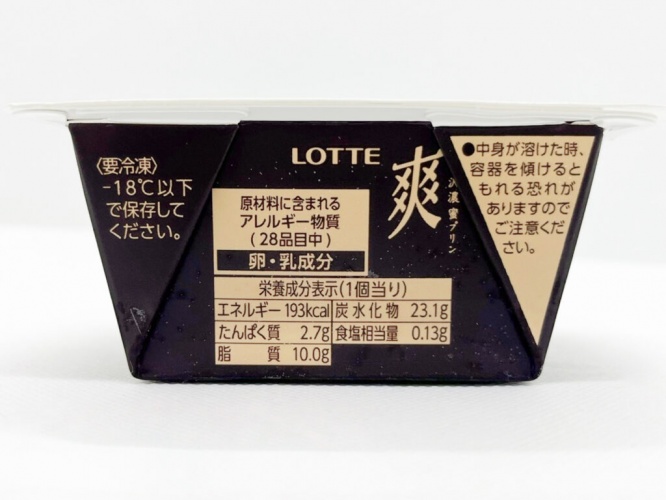 〈要冷凍〉
-18℃以下
で保存して
ください。
LOTTE
爽
濃蜜プリン
原材料に含まれる
アレルギー物質
(28品目中)
卵・乳成分
栄養成分表示(1個当り)
エネルギー 193kcal 炭水化物 23.1g
たんぱく質 2.7g 食塩相当量 0.13g
脂質 10.0g
●中身が溶けた時、
容器を傾けると
もれる恐れが
ありますので
ご注意くだ
さい。